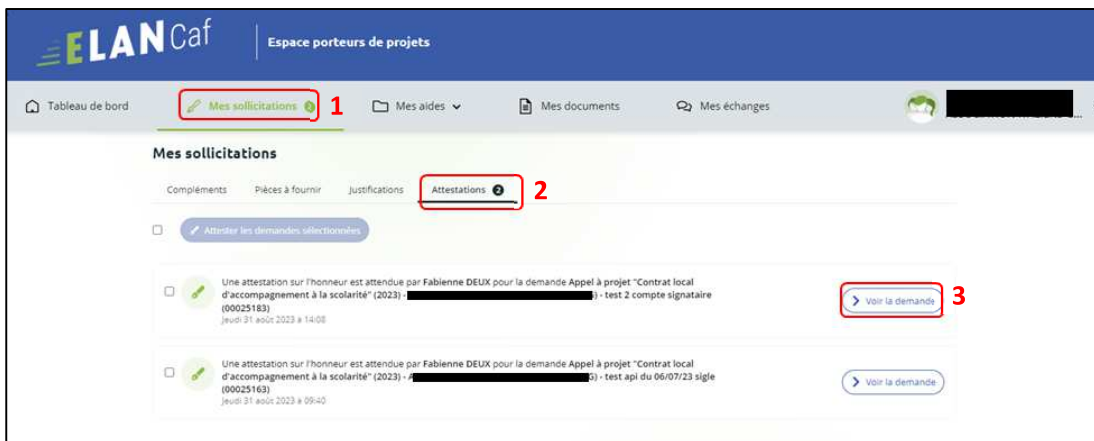 ELAN Caf
Espace porteurs de projets
Tableau de bord
Mes sollicitations 2
1
Mes aides
Mes documents
Mes échanges
...
Mes sollicitations
Compléments
Pièces à fournir
Justifications
Attestations 2
2
Attester les demandes sélectionnées
Une attestation sur l'honneur est attendue par Fabienne DEUX pour la demande Appel à projet "Contrat local
d'accompagnement à la scolarité" (2023) - ) - test 2 compte signataire
(00025183)
Jeudi 31 août 2023 à 14:08
Voir la demande
3
Une attestation sur l'honneur est attendue par Fabienne DEUX pour la demande Appel à projet "Contrat local
d'accompagnement à la scolarité" (2023) - ) - test api du 06/07/23 sigle
(00025163)
Jeudi 31 août 2023 à 09:40
Voir la demande